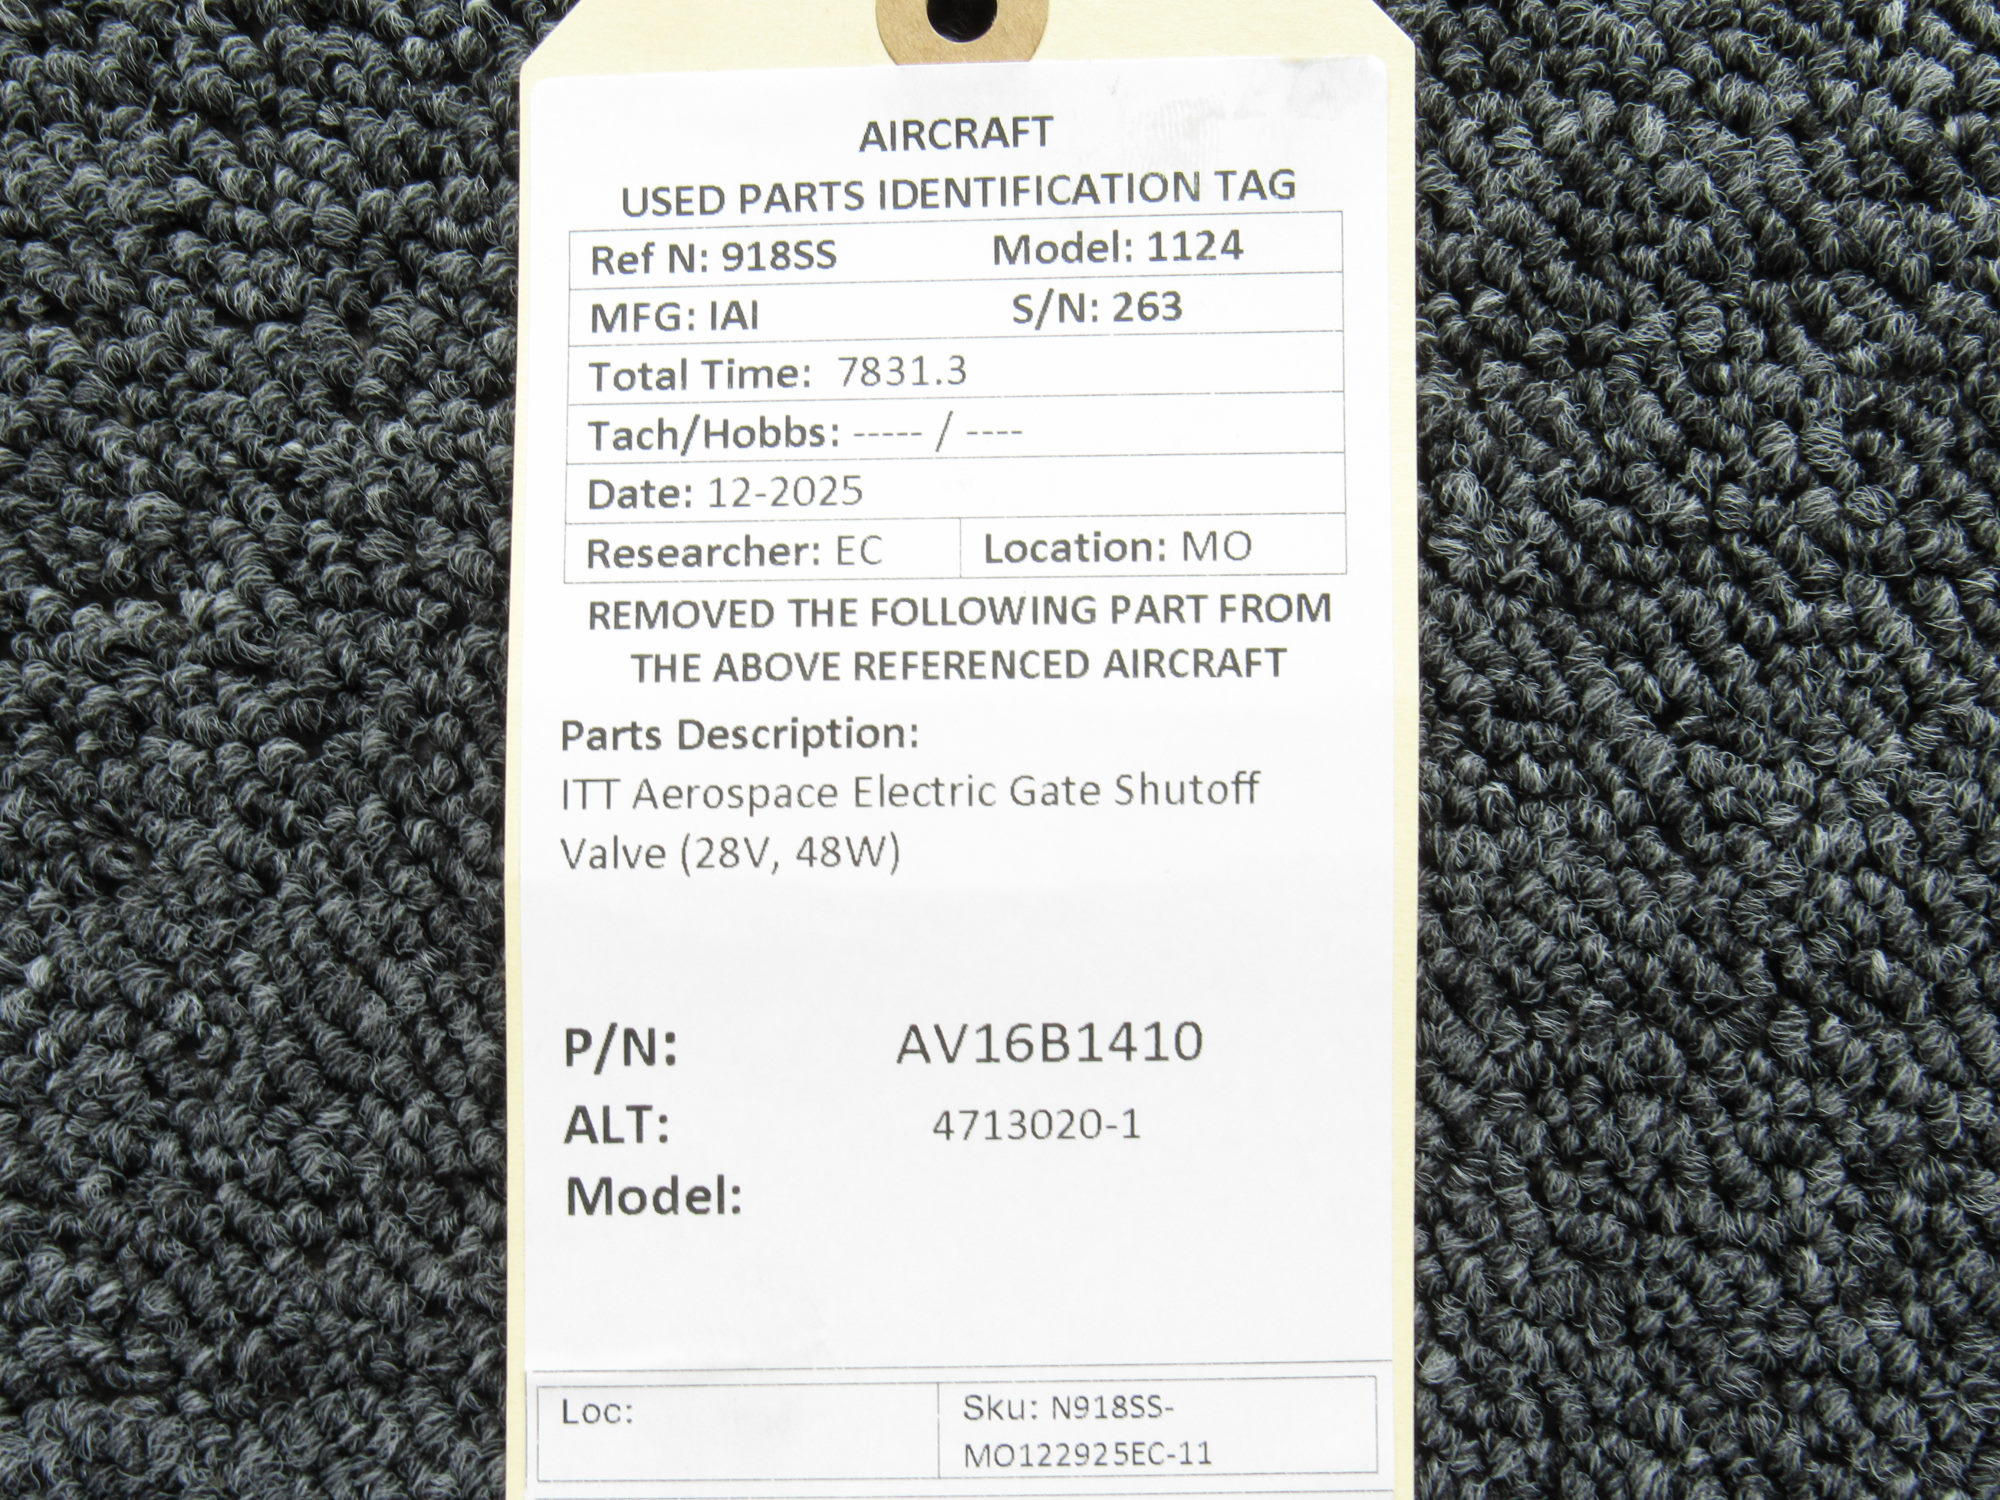 AIRCRAFT
USED PARTS IDENTIFICATION TAG
Ref N: 918SS Model: 1124
MFG: IAI S/N: 263
Total Time: 7831.3
Tach/Hobbs: ----- / ----
Date: 12-2025
Researcher: EC Location: MO
REMOVED THE FOLLOWING PART FROM
THE ABOVE REFERENCED AIRCRAFT
Parts Description:
ITT Aerospace Electric Gate Shutoff
Valve (28V, 48W)
P/N: AV16B1410
ALT: 4713020-1
Model:
Loc: Sku: N918SS-
MO122925EC-11